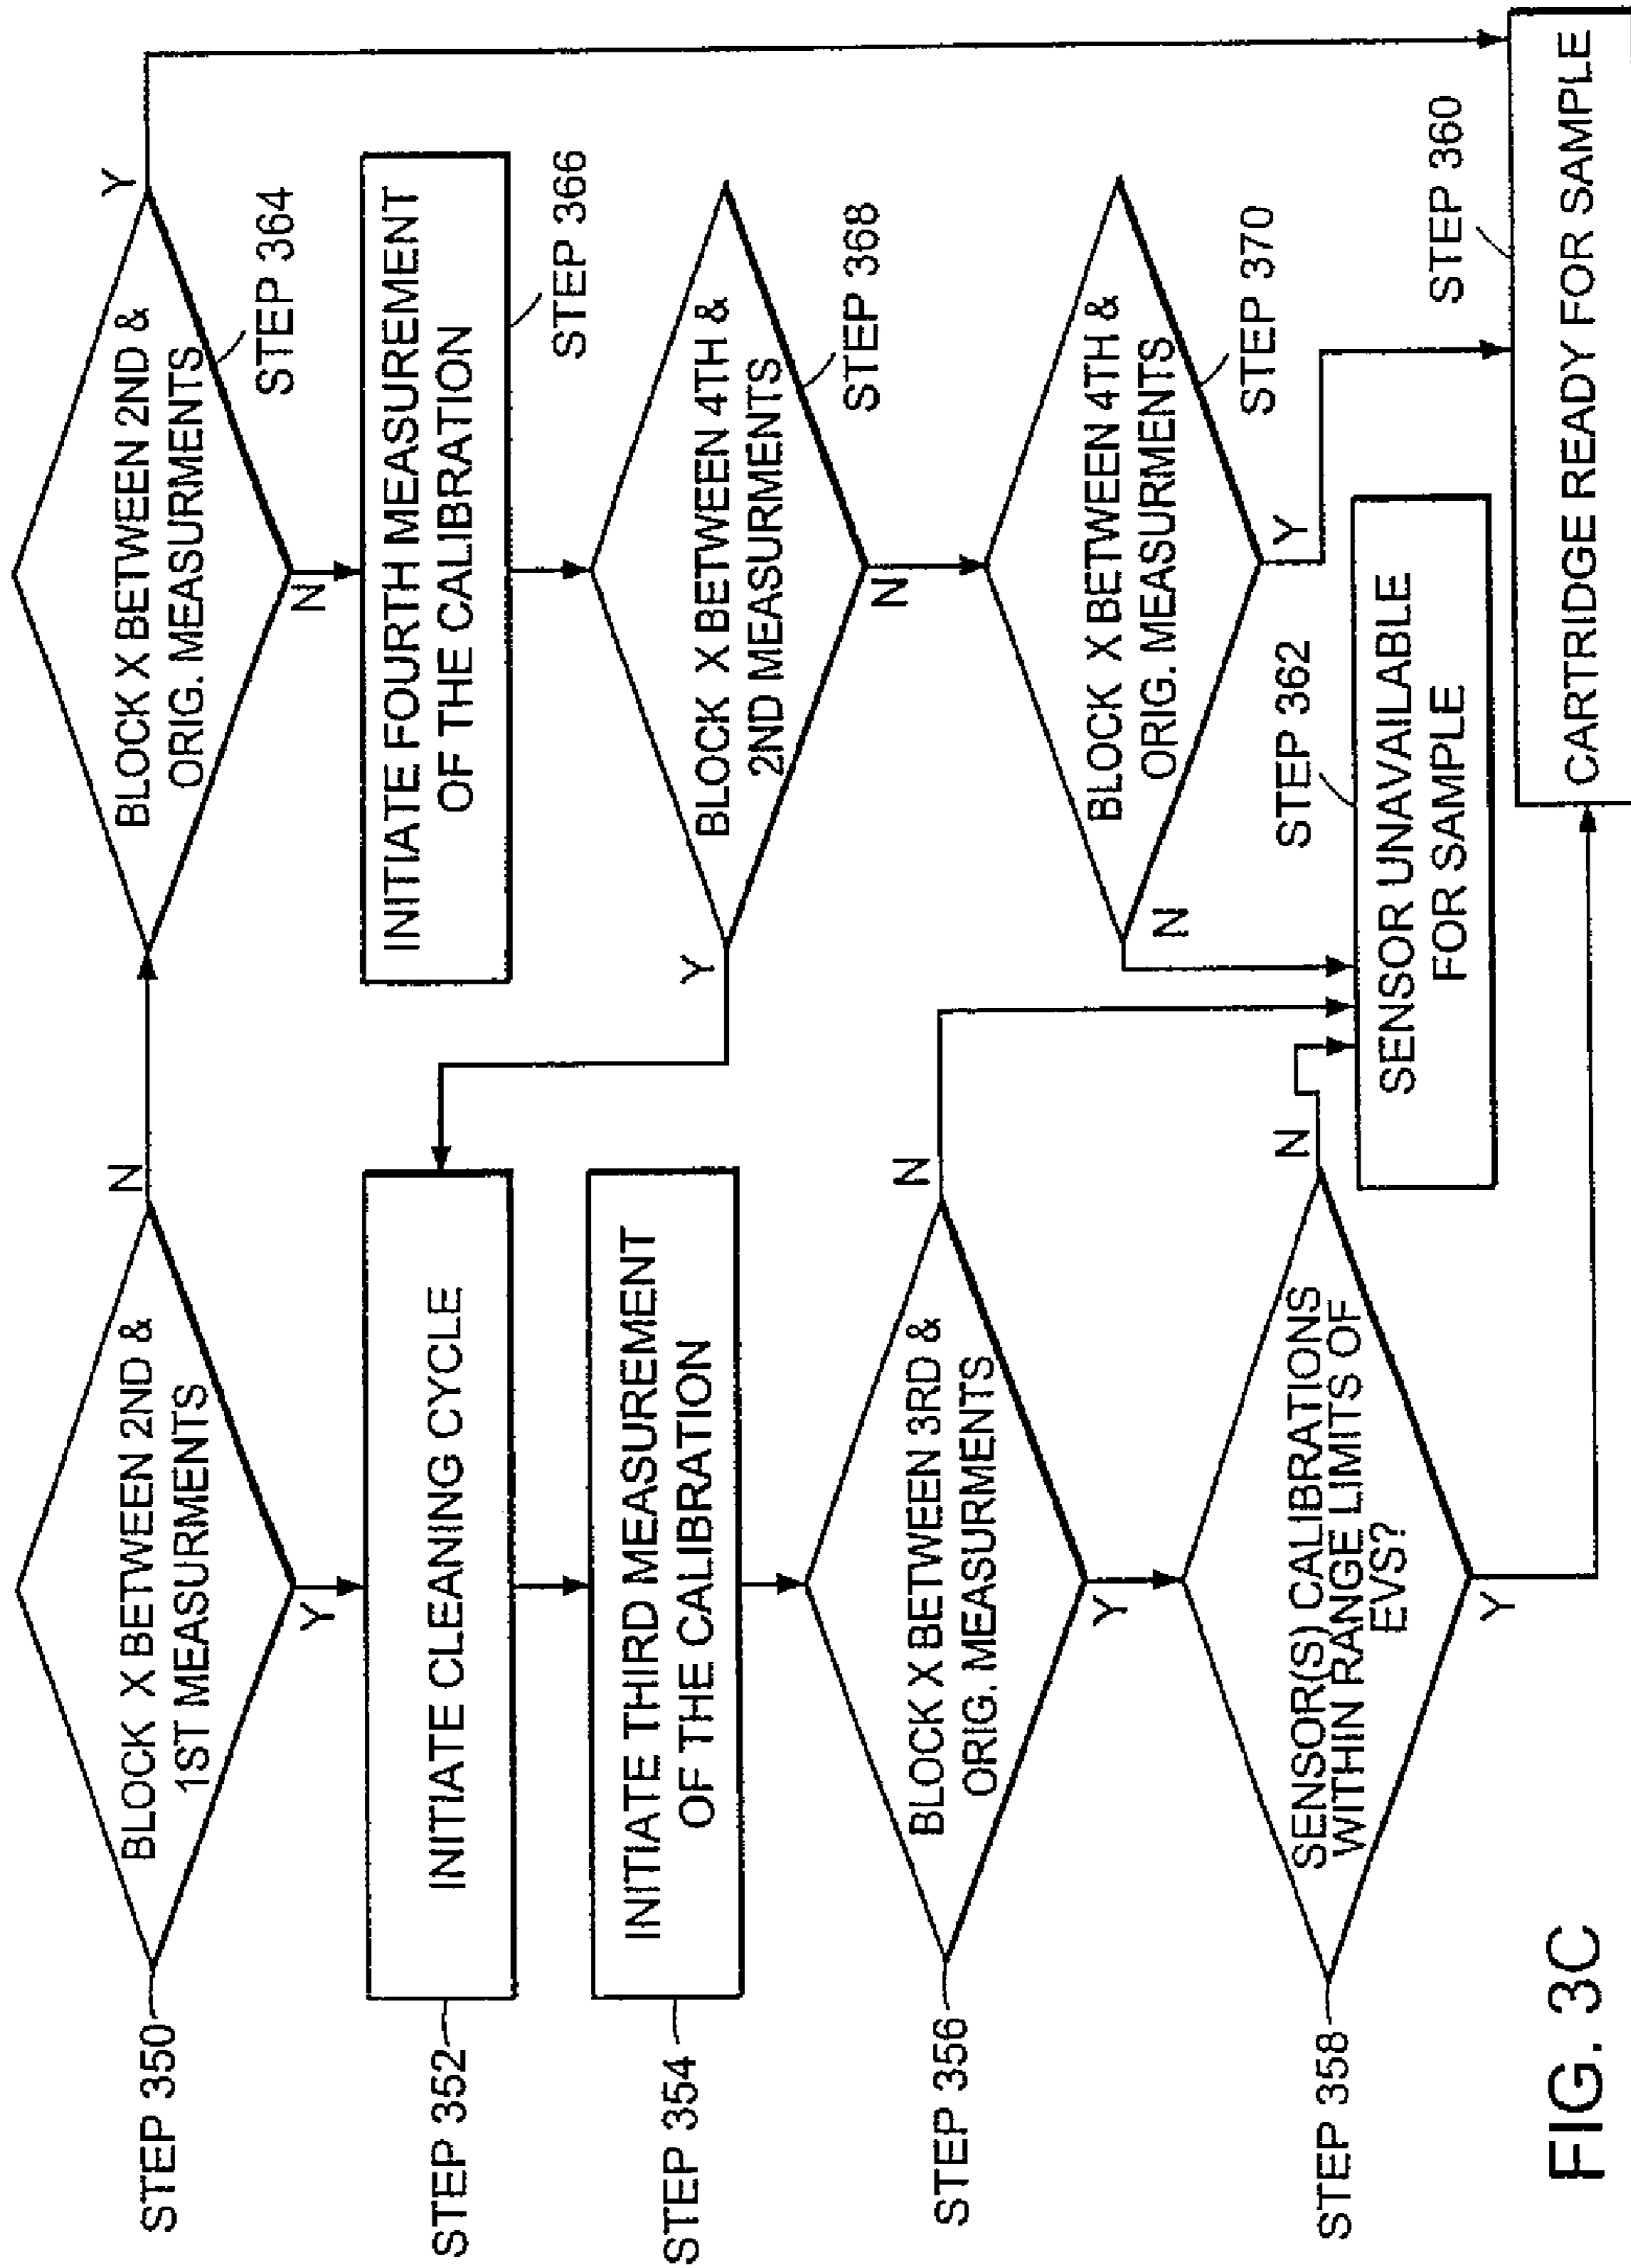 STEP 350
BLOCK X BETWEEN 2ND &
1ST MEASURMENTS
N
Y
BLOCK X BETWEEN 2ND &
ORIG. MEASURMENTS
Y
N
STEP 364
STEP 352
INITIATE CLEANING CYCLE
INITIATE FOURTH MEASUREMENT
OF THE CALIBRATION
STEP 366
STEP 354
INITIATE THIRD MEASUREMENT
OF THE CALIBRATION
Y
BLOCK X BETWEEN 4TH &
2ND MEASURMENTS
N
STEP 368
STEP 356
BLOCK X BETWEEN 3RD &
ORIG. MEASURMENTS
N
Y
BLOCK X BETWEEN 4TH &
ORIG. MEASURMENTS
N
Y
STEP 370
STEP 358
SENSOR(S) CALIBRATIONS
WITHIN RANGE LIMITS OF
EVS?
N
Y
STEP 362
SENSOR UNAVAILABLE
FOR SAMPLE
STEP 360
CARTRIDGE READY FOR SAMPLE
FIG. 3C